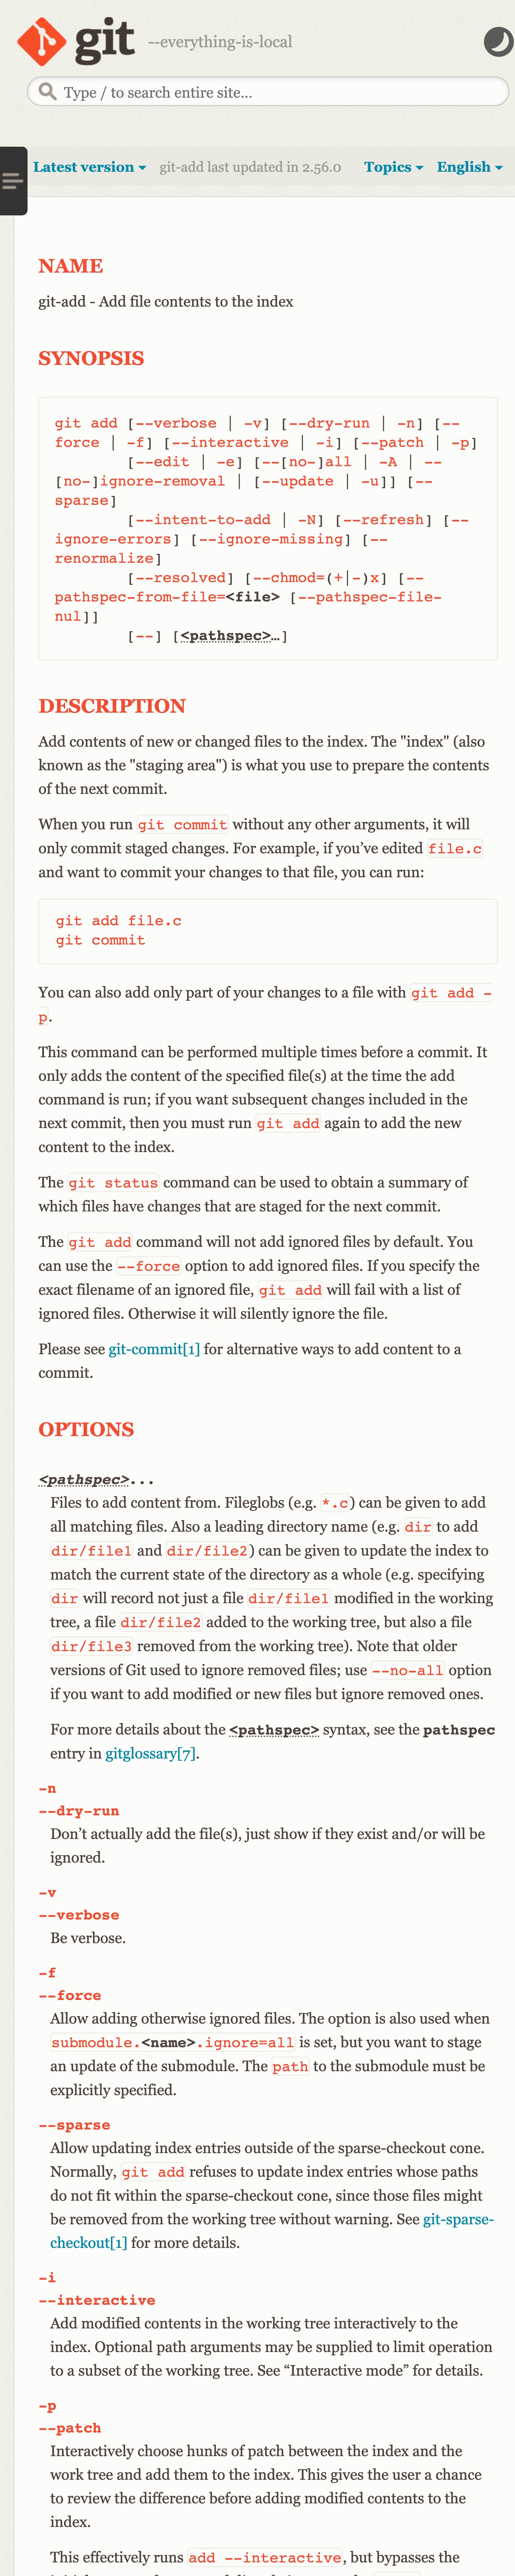 git --everything-is-local
Type / to search entire site…
Latest version git-add last updated in 2.56.0 Topics English
NAME
git-add - Add file contents to the index
SYNOPSIS
git add [--verbose | -v] [--dry-run | -n] [--
force | -f] [--interactive | -i] [--patch | -p]
[--edit | -e] [--[no-]all | -A | --
[no-]ignore-removal | [--update | -u]] [--
sparse]
[--intent-to-add | -N] [--refresh] [--
ignore-errors] [--ignore-missing] [--
renormalize]
[--resolved] [--chmod=(+|-)x] [--
pathspec-from-file=<file> [--pathspec-file-
nul]]
[--] [<pathspec>…]
DESCRIPTION
Add contents of new or changed files to the index. The "index" (also
known as the "staging area") is what you use to prepare the contents
of the next commit.
When you run git commit without any other arguments, it will
only commit staged changes. For example, if you’ve edited file.c
and want to commit your changes to that file, you can run:
git add file.c
git commit
You can also add only part of your changes to a file with git add -
p.
This command can be performed multiple times before a commit. It
only adds the content of the specified file(s) at the time the add
command is run; if you want subsequent changes included in the
next commit, then you must run git add again to add the new
content to the index.
The git status command can be used to obtain a summary of
which files have changes that are staged for the next commit.
The git add command will not add ignored files by default. You
can use the --force option to add ignored files. If you specify the
exact filename of an ignored file, git add will fail with a list of
ignored files. Otherwise it will silently ignore the file.
Please see git-commit[1] for alternative ways to add content to a
commit.
OPTIONS
<pathspec>...
Files to add content from. Fileglobs (e.g. *.c) can be given to add
all matching files. Also a leading directory name (e.g. dir to add
dir/file1 and dir/file2) can be given to update the index to
match the current state of the directory as a whole (e.g. specifying
dir will record not just a file dir/file1 modified in the working
tree, a file dir/file2 added to the working tree, but also a file
dir/file3 removed from the working tree). Note that older
versions of Git used to ignore removed files; use --no-all option
if you want to add modified or new files but ignore removed ones.
For more details about the <pathspec> syntax, see the pathspec
entry in gitglossary[7].
-n
--dry-run
Don’t actually add the file(s), just show if they exist and/or will be
ignored.
-v
--verbose
Be verbose.
-f
--force
Allow adding otherwise ignored files. The option is also used when
submodule.<name>.ignore=all is set, but you want to stage
an update of the submodule. The path to the submodule must be
explicitly specified.
--sparse
Allow updating index entries outside of the sparse-checkout cone.
Normally, git add refuses to update index entries whose paths
do not fit within the sparse-checkout cone, since those files might
be removed from the working tree without warning. See git-sparse-
checkout[1] for more details.
-i
--interactive
Add modified contents in the working tree interactively to the
index. Optional path arguments may be supplied to limit operation
to a subset of the working tree. See “Interactive mode” for details.
-p
--patch
Interactively choose hunks of patch between the index and the
work tree and add them to the index. This gives the user a chance
to review the difference before adding modified contents to the
index.
This effectively runs add --interactive, but bypasses the